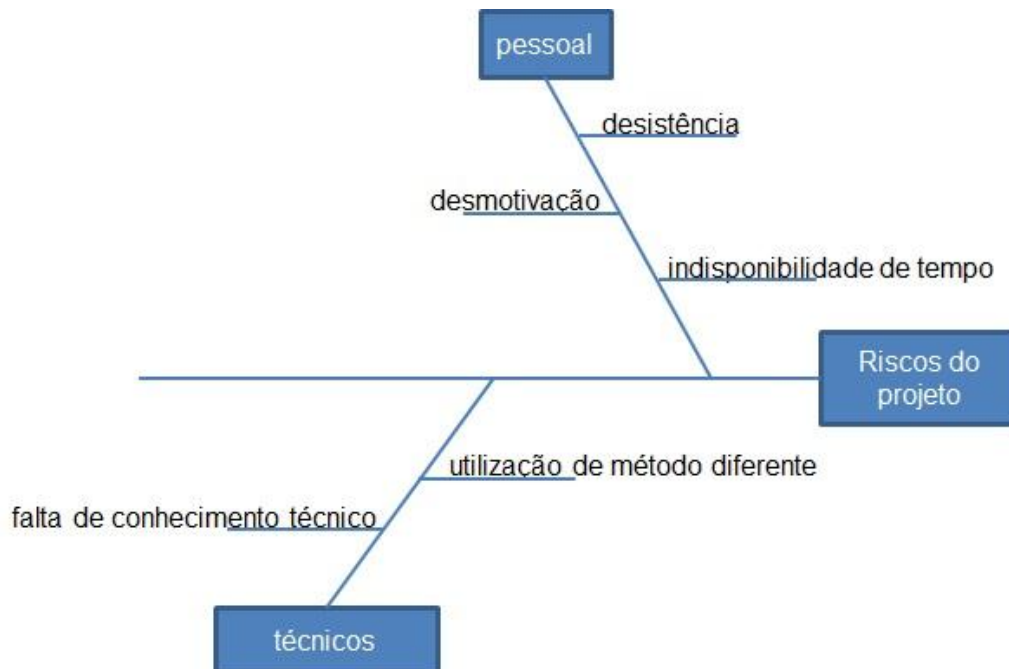 pessoal
desistência
desmotivação
indisponibilidade de tempo
Riscos do
projeto
utilização de método diferente
falta de conhecimento técnico
técnicos